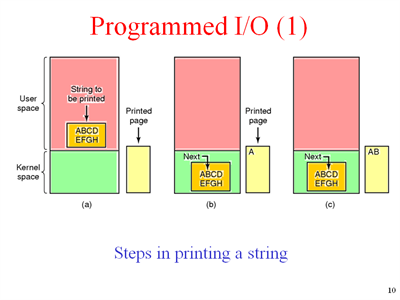 Programmed I/O (1)
User
space
String to
be printed
ABCD
EFGH
Printed
page
Kernel
space
(a)
Printed
page
Next
ABCD
EFGH
A
(b)
Next
ABCD
EFGH
AB
(c)
Steps in printing a string
10